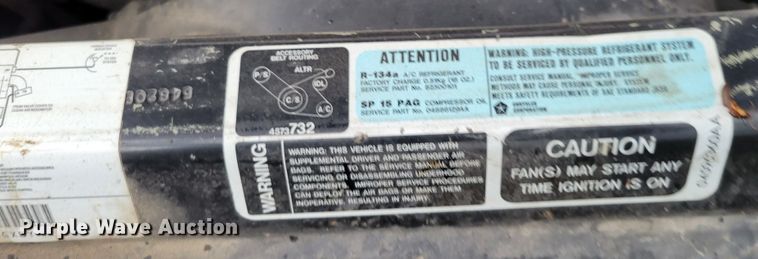 ACCESSORY
BELT ROUTING
ALTR
P/S
IDL
C/S
A/C
4573732
ATTENTION
R-134a A/C REFRIGERANT
FACTORY CHARGE
SERVICE PART NO.
SP 15 PAG COMPRESSOR OIL
SERVICE PART NO.
WARNING: HIGH-PRESSURE REFRIGERANT SYSTEM
TO BE SERVICED BY QUALIFIED PERSONNEL ONLY.
CONSULT SERVICE MANUAL. IMPROPER SERVICE
METHODS MAY CAUSE PERSONAL INJURY. SYSTEM
MEETS SAFETY REQUIREMENTS OF SAE STANDARD J639.
CHRYSLER
CORPORATION
WARNING
WARNING: THIS VEHICLE IS EQUIPPED WITH
SUPPLEMENTAL DRIVER AND PASSENGER AIR
BAGS. REFER TO THE SERVICE MANUAL BEFORE
SERVICING OR DISASSEMBLING UNDERHOOD
COMPONENTS. IMPROPER SERVICE PROCEDURES
CAN DEPLOY THE AIR BAGS OR MAKE THEM
INOPERATIVE, RESULTING IN INJURY.
CAUTION
FAN(S) MAY START ANY
TIME IGNITION IS ON
Purple Wave Auction